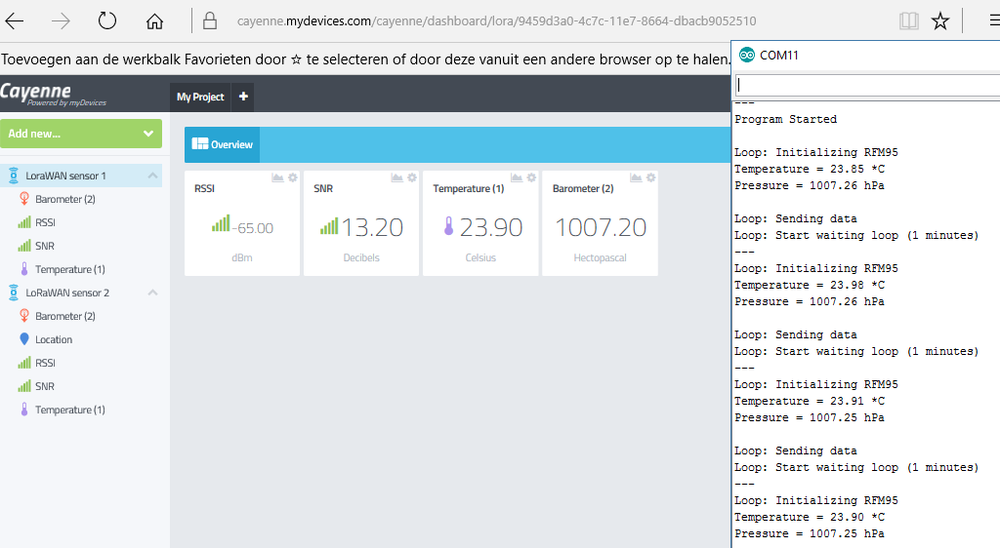 cayenne.mydevices.com/cayenne/dashboard/lora/9459d3a0-4c7c-11e7-8664-dbacb9052510
Toevoegen aan de werkbalk Favorieten door ☆ te selecteren of door deze vanuit een andere browser op te halen.
Cayenne
Powered by myDevices
My Project +
Add new...
LoraWAN sensor 1
Barometer (2)
RSSI
SNR
Temperature (1)
LoRaWAN sensor 2
Barometer (2)
Location
RSSI
SNR
Temperature (1)
Overview
RSSI
-65.00
dBm
SNR
13.20
Decibels
Temperature (1)
23.90
Celsius
Barometer (2)
1007.20
Hectopascal
COM11
---
Program Started
Loop: Initializing RFM95
Temperature = 23.85 *C
Pressure = 1007.26 hPa
Loop: Sending data
Loop: Start waiting loop (1 minutes)
---
Loop: Initializing RFM95
Temperature = 23.98 *C
Pressure = 1007.26 hPa
Loop: Sending data
Loop: Start waiting loop (1 minutes)
---
Loop: Initializing RFM95
Temperature = 23.91 *C
Pressure = 1007.25 hPa
Loop: Sending data
Loop: Start waiting loop (1 minutes)
---
Loop: Initializing RFM95
Temperature = 23.90 *C
Pressure = 1007.25 hPa